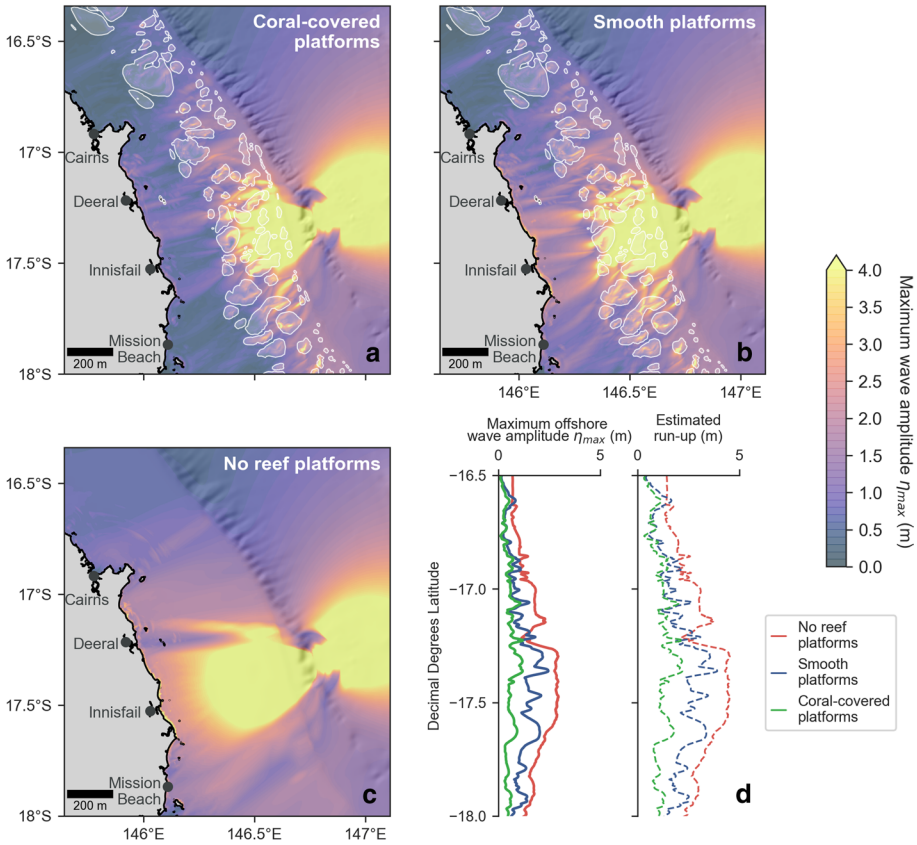 Coral-covered
platforms
16.5°S
17°S
17.5°S
18°S
Cairns
Deeral
Innisfail
Mission
Beach
200 m
a
Smooth platforms
Cairns
Deeral
Innisfail
Mission
Beach
200 m
b
146°E
146.5°E
147°E
4.0
3.5
3.0
2.5
2.0
1.5
1.0
0.5
0.0
Maximum wave amplitude ηmax (m)
No reef platforms
16.5°S
17°S
17.5°S
18°S
Cairns
Deeral
Innisfail
Mission
Beach
200 m
c
146°E
146.5°E
147°E
Maximum offshore
wave amplitude ηmax (m)
0 5
Estimated
run-up (m)
0 5
−16.5
−17.0
−17.5
−18.0
Decimal Degrees Latitude
d
No reef
platforms
Smooth
platforms
Coral-covered
platforms